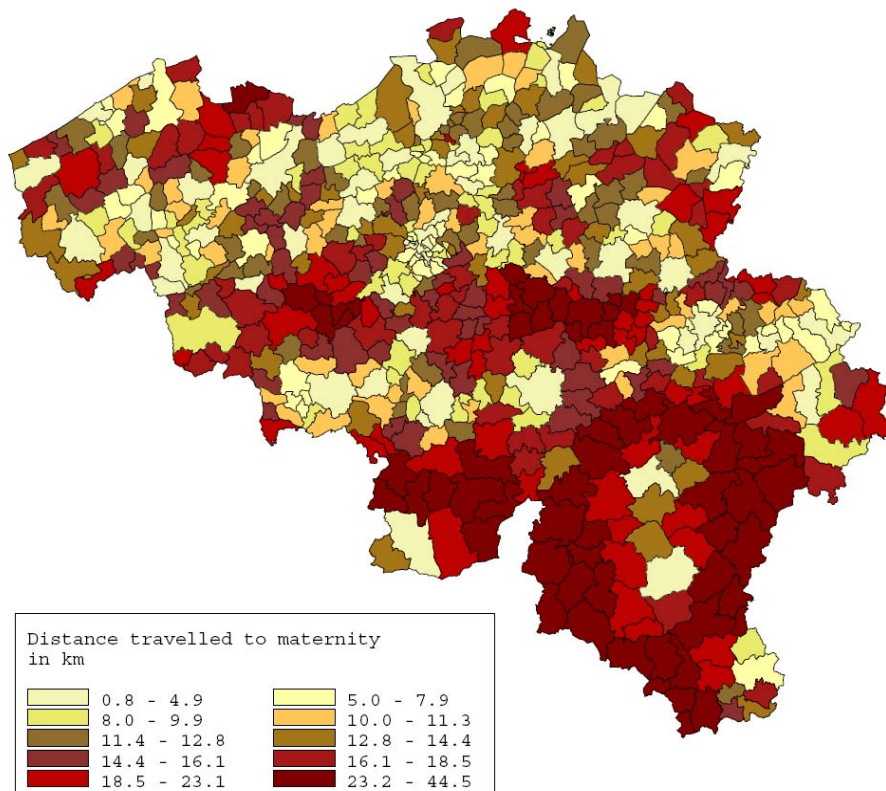 Distance travelled to maternity
in km
0.8 - 4.9 5.0 - 7.9
8.0 - 9.9 10.0 - 11.3
11.4 - 12.8 12.8 - 14.4
14.4 - 16.1 16.1 - 18.5
18.5 - 23.1 23.2 - 44.5